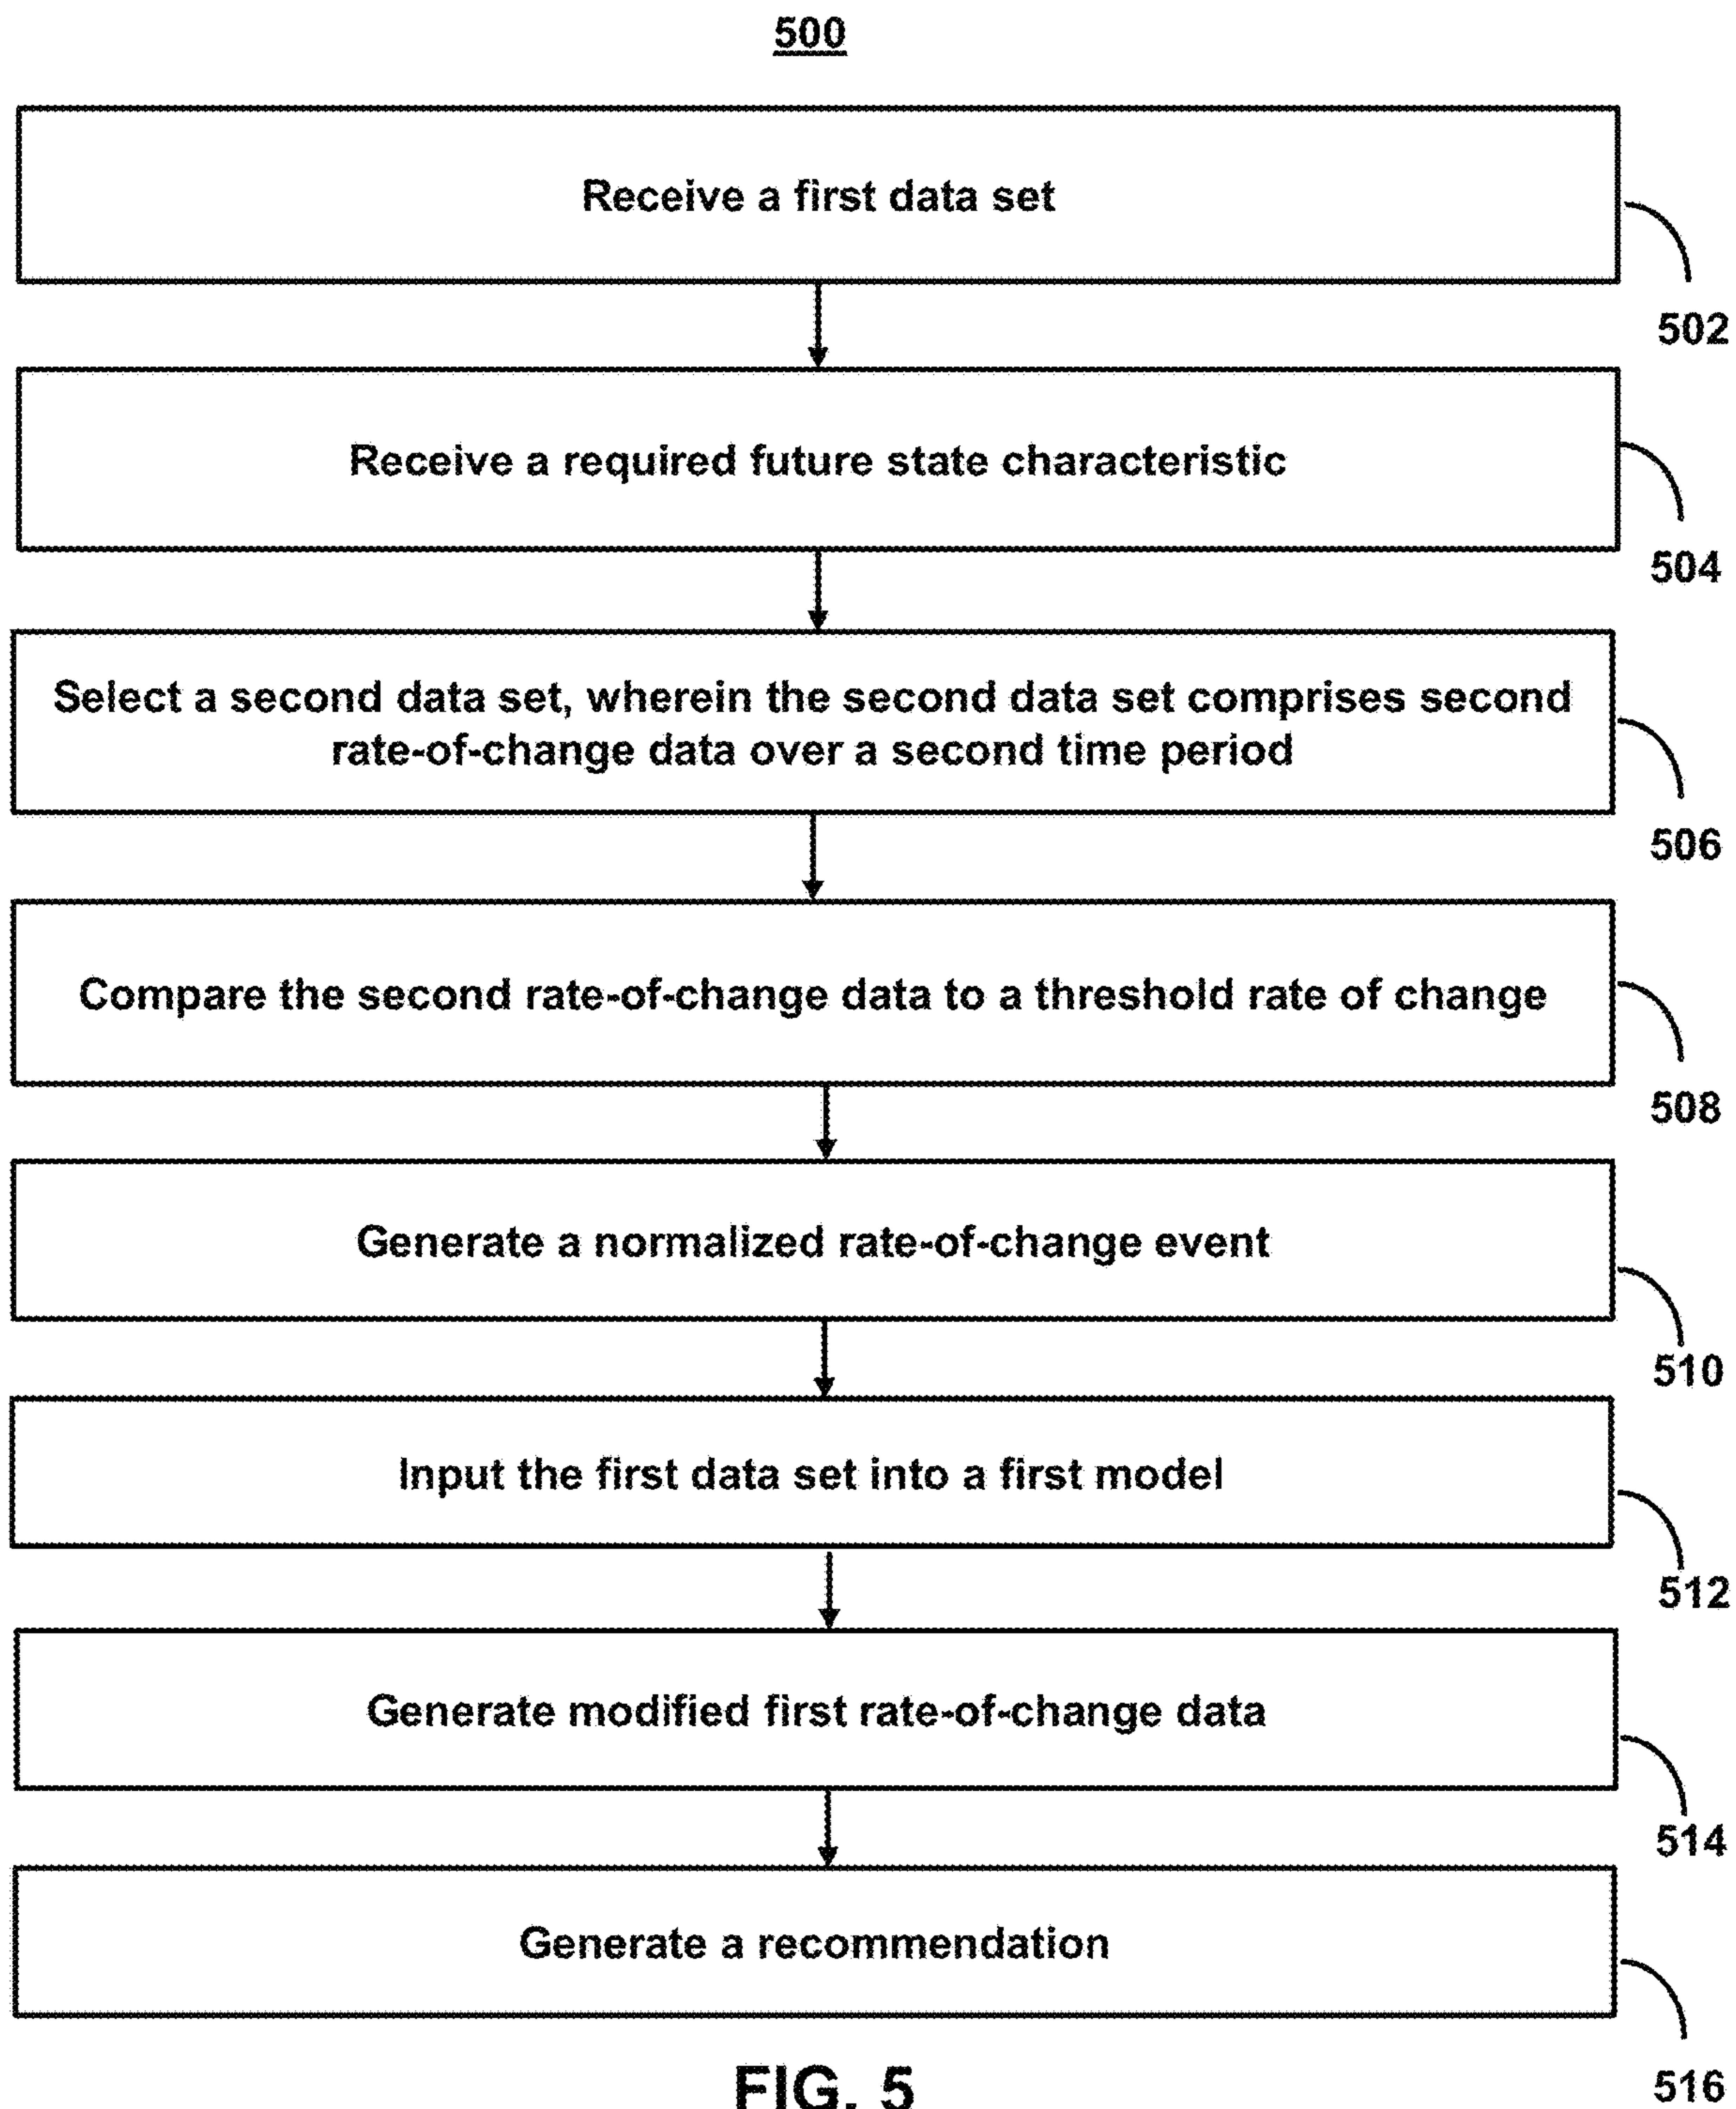 500
Receive a first data set
502
Receive a required future state characteristic
504
Select a second data set, wherein the second data set comprises second
rate-of-change data over a second time period
506
Compare the second rate-of-change data to a threshold rate of change
508
Generate a normalized rate-of-change event
510
Input the first data set into a first model
512
Generate modified first rate-of-change data
514
Generate a recommendation
516
FIG. 5